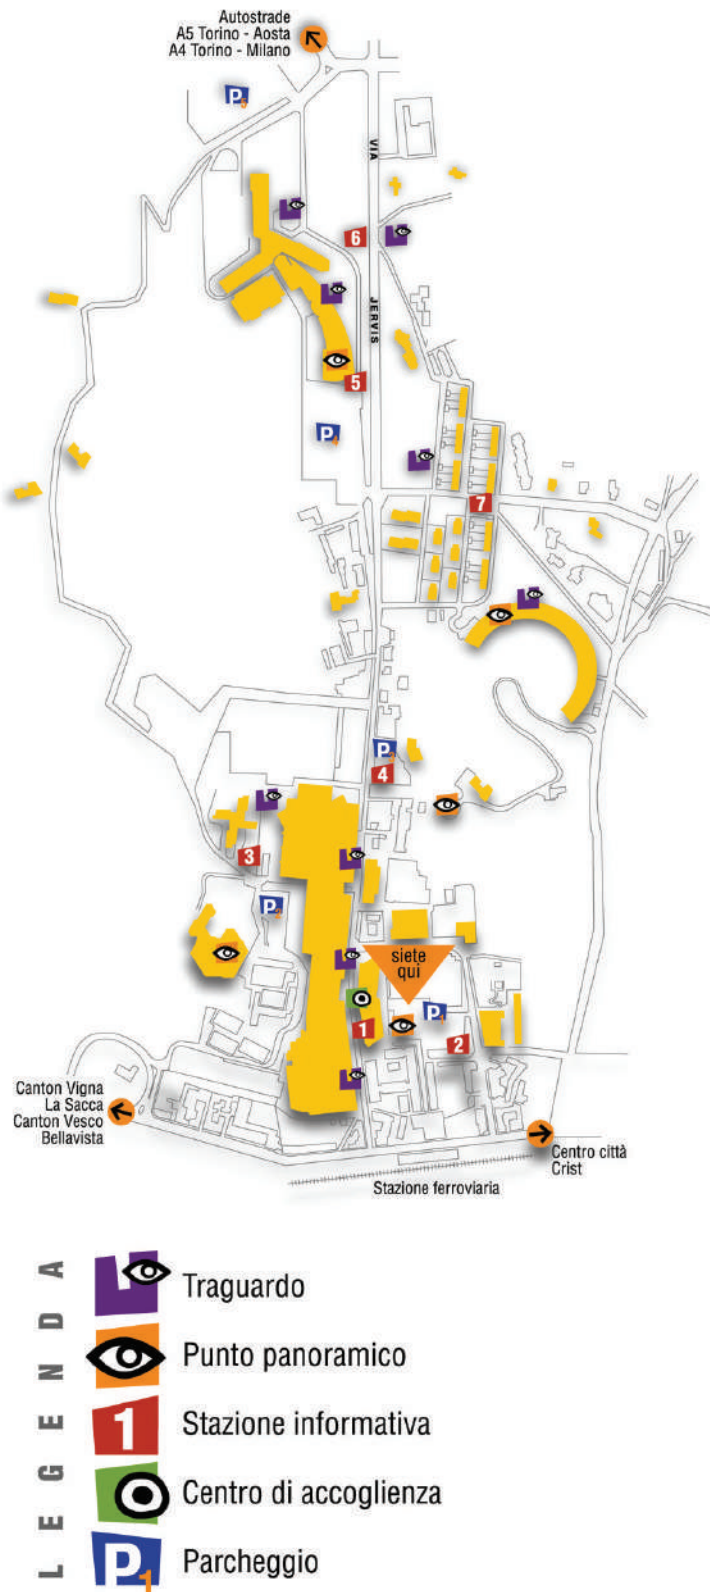 Autostrade
A5 Torino - Aosta
A4 Torino - Milano
P
VIA
6
JERVIS
5
P
7
P
4
3
P
siete
qui
1
P1
2
Canton Vigna
La Sacca
Canton Vesco
Bellavista
Centro città
Crist
Stazione ferroviaria
LEGENDA
Traguardo
Punto panoramico
1
Stazione informativa
Centro di accoglienza
P1
Parcheggio